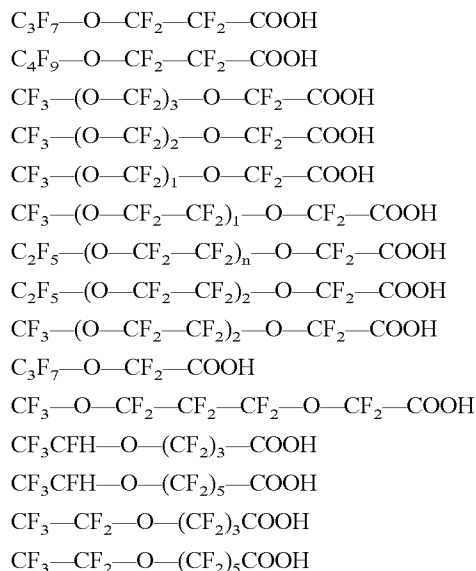 C₃F₇—O—CF₂—CF₂—COOH
C₄F₉—O—CF₂—CF₂—COOH
CF₃—(O—CF₂)₃—O—CF₂—COOH
CF₃—(O—CF₂)₂—O—CF₂—COOH
CF₃—(O—CF₂)₁—O—CF₂—COOH
CF₃—(O—CF₂—CF₂)₁—O—CF₂—COOH
C₂F₅—(O—CF₂—CF₂)ₙ—O—CF₂—COOH
C₂F₅—(O—CF₂—CF₂)₂—O—CF₂—COOH
CF₃—(O—CF₂—CF₂)₂—O—CF₂—COOH
C₃F₇—O—CF₂—COOH
CF₃—O—CF₂—CF₂—CF₂—O—CF₂—COOH
CF₃CFH—O—(CF₂)₃—COOH
CF₃CFH—O—(CF₂)₅—COOH
CF₃—CF₂—O—(CF₂)₃COOH
CF₃—CF₂—O—(CF₂)₅COOH